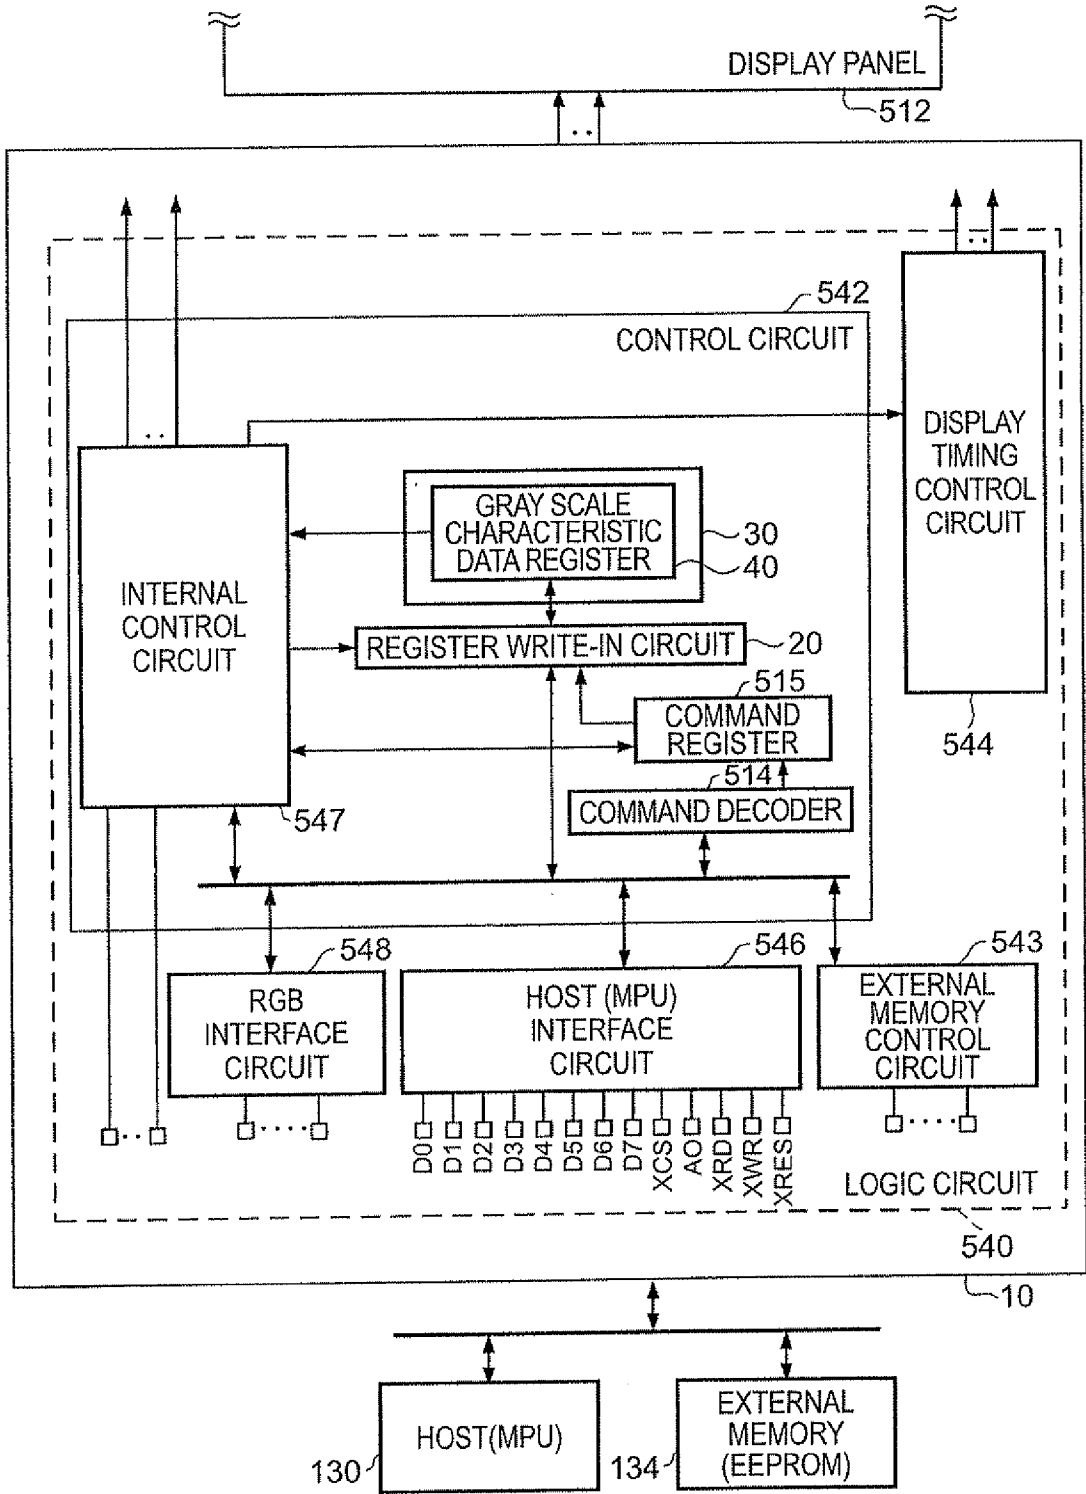 DISPLAY PANEL
512
542
CONTROL CIRCUIT
DISPLAY
TIMING
CONTROL
CIRCUIT
544
GRAY SCALE
CHARACTERISTIC
DATA REGISTER
30
40
INTERNAL
CONTROL
CIRCUIT
547
REGISTER WRITE-IN CIRCUIT
20
515
COMMAND
REGISTER
514
COMMAND DECODER
548
RGB
INTERFACE
CIRCUIT
546
HOST (MPU)
INTERFACE
CIRCUIT
543
EXTERNAL
MEMORY
CONTROL
CIRCUIT
D0
D1
D2
D3
D4
D5
D6
D7
XCS
AO
XRD
XWR
XRES
LOGIC CIRCUIT
540
10
HOST(MPU)
130
EXTERNAL
MEMORY
(EEPROM)
134